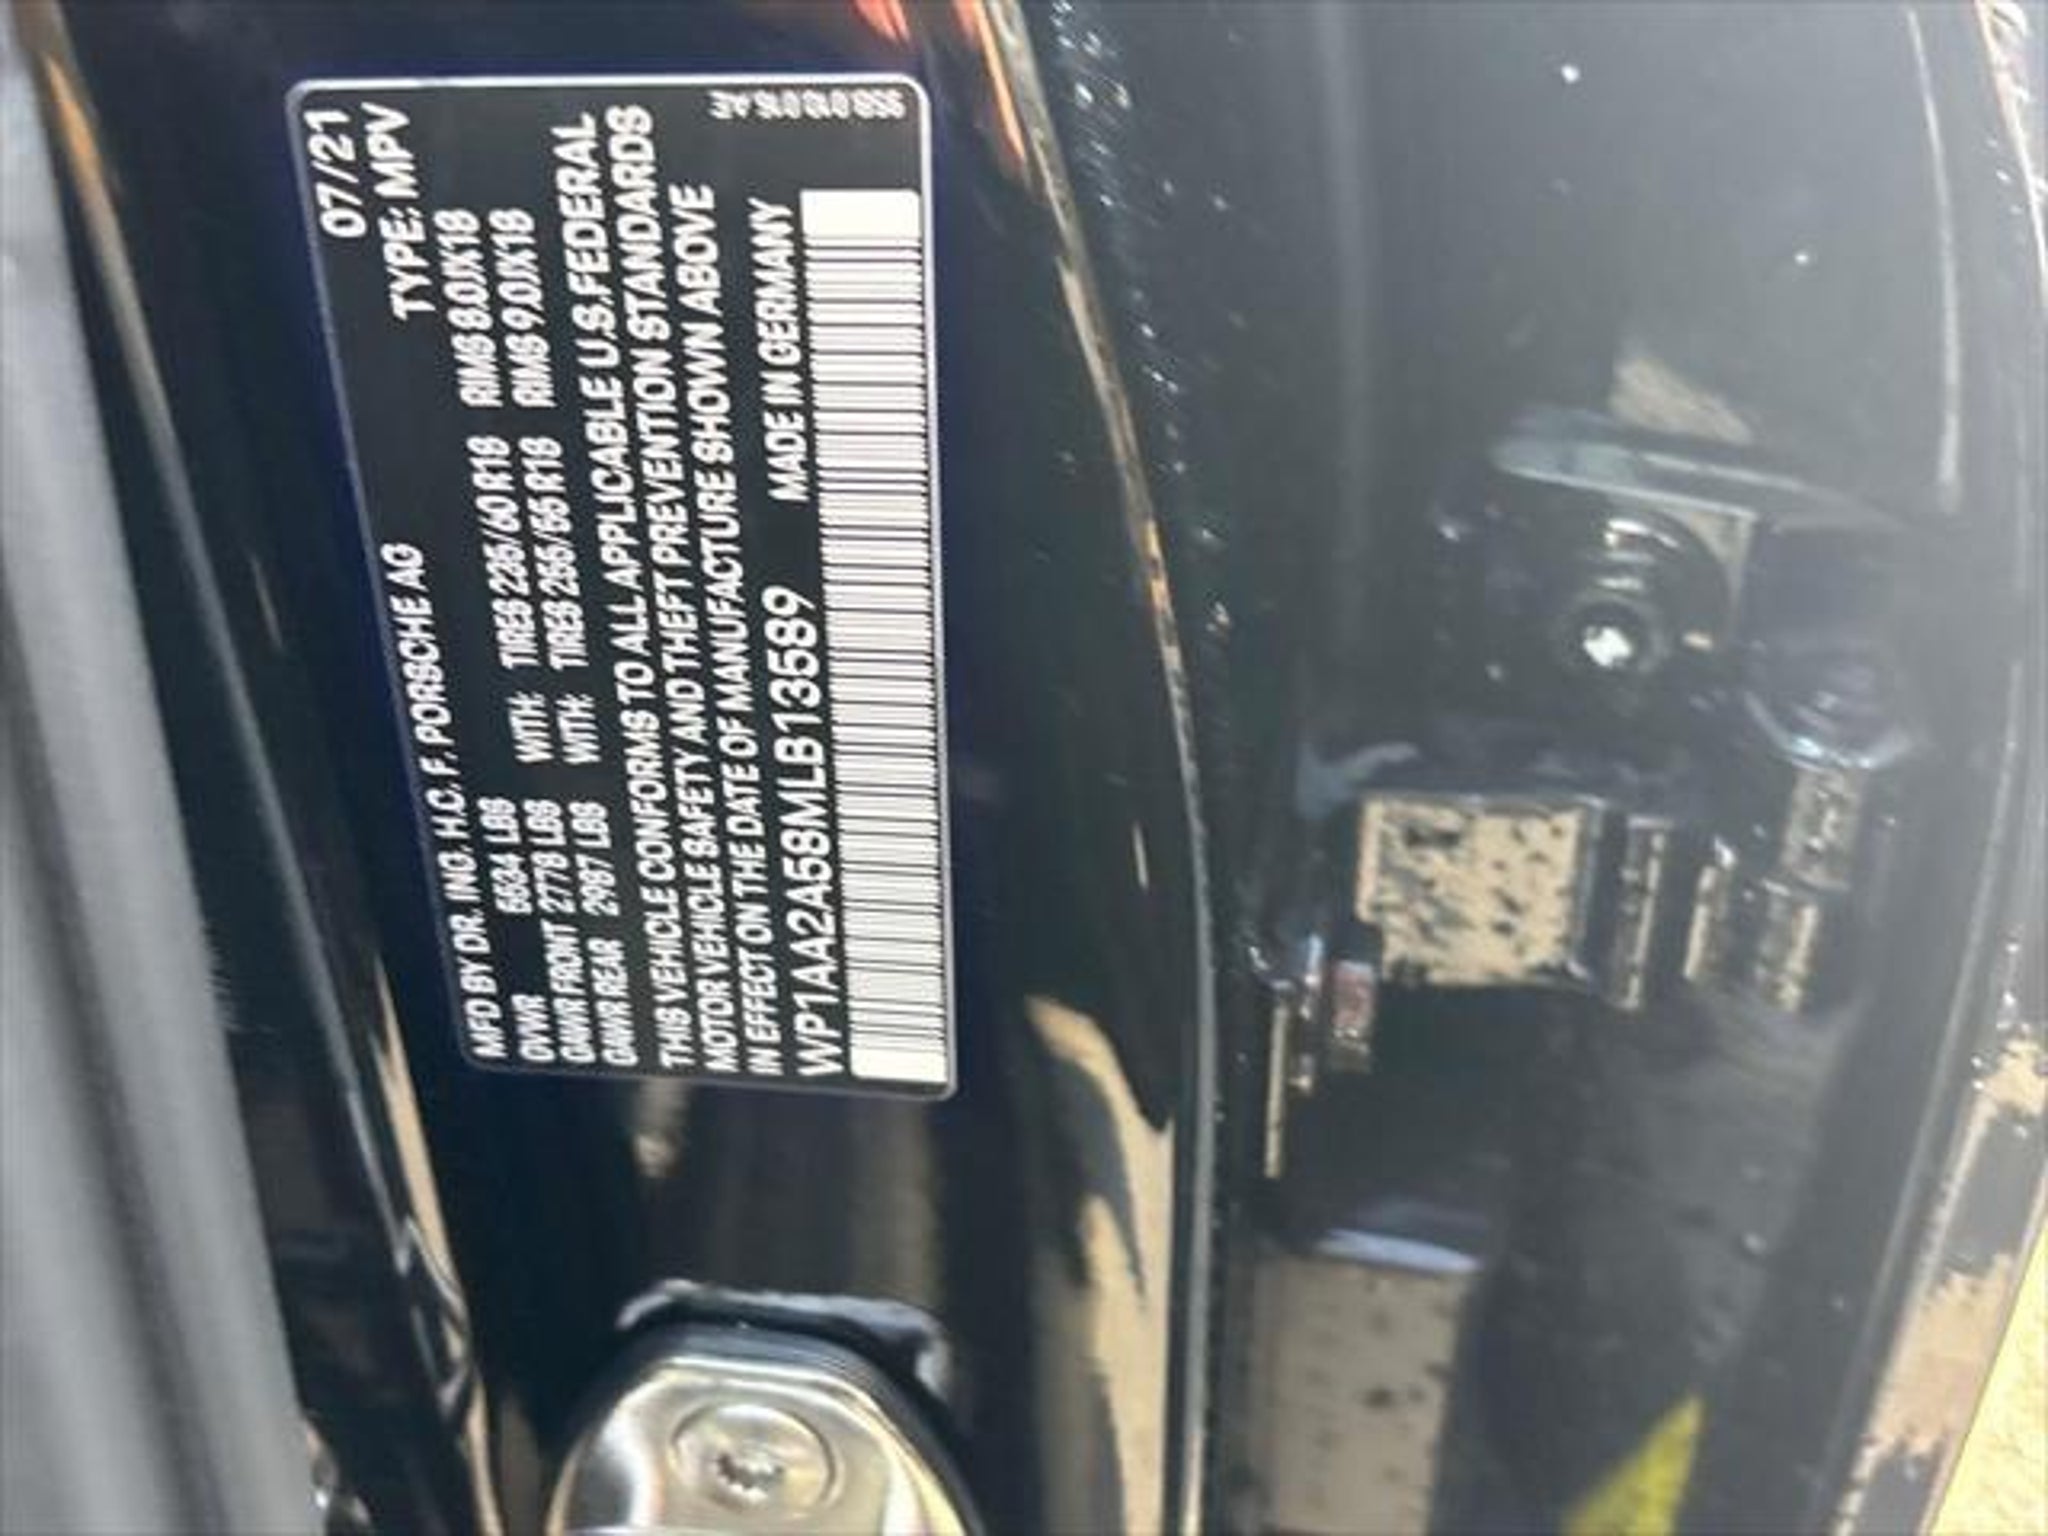 07/21
MFD BY DR. ING. H.C. F. PORSCHE AG TYPE: MPV
GVWR 5534 LBS
GAWR FRONT 2778 LBS WITH: TIRES 235/60 R18 RIMS 8.0JX18
GAWR REAR 2987 LBS WITH: TIRES 255/55 R18 RIMS 9.0JX18
THIS VEHICLE CONFORMS TO ALL APPLICABLE U.S.FEDERAL
MOTOR VEHICLE SAFETY AND THEFT PREVENTION STANDARDS
IN EFFECT ON THE DATE OF MANUFACTURE SHOWN ABOVE
WP1AA2A58MLB13589 MADE IN GERMANY